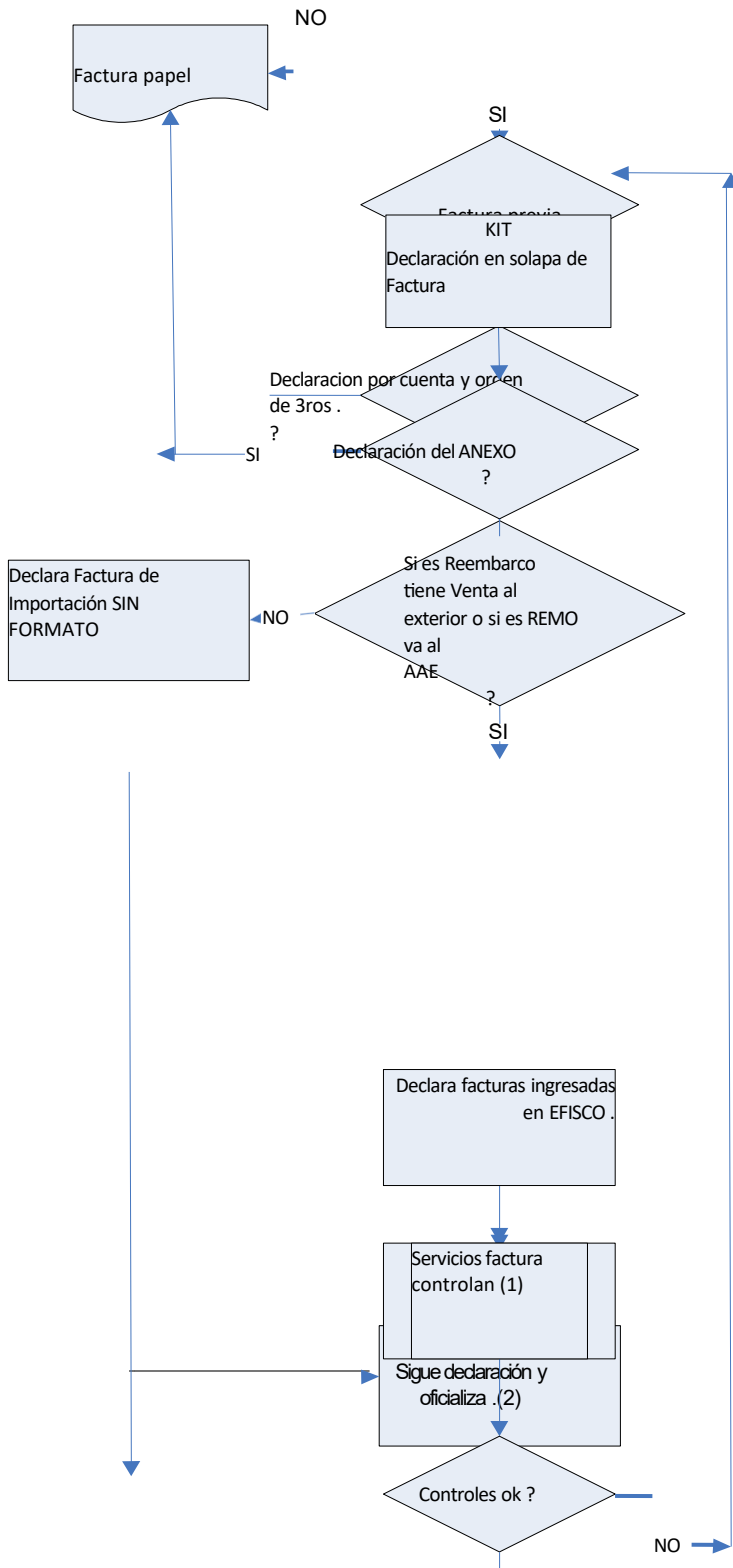 NO
Factura papel
SI
Factura previa
KIT
Declaración en solapa de
Factura
Declaracion por cuenta y orden
de 3ros .
?
SI
Declaración del ANEXO
?
Declara Factura de
Importación SIN
FORMATO
NO
Si es Reembarco
tiene Venta al
exterior o si es REMO
va al
AAE
?
SI
Declara facturas ingresadas
en EFISCO .
Servicios factura
controlan (1)
Sigue declaración y
oficializa .(2)
Controles ok ?
NO